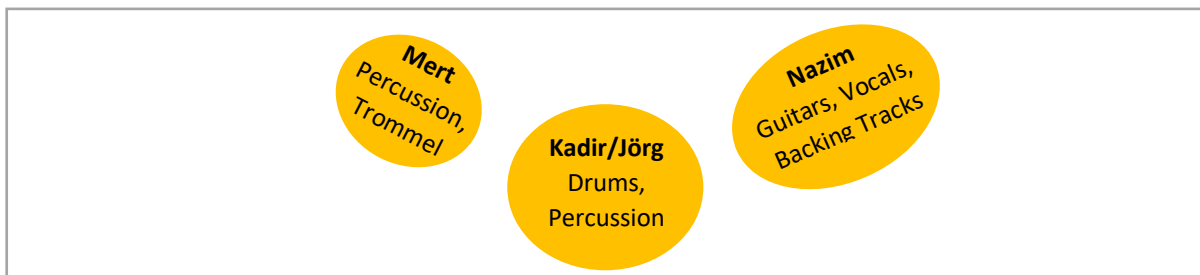 Mert
Percussion,
Trommel
Kadir/Jörg
Drums,
Percussion
Nazim
Guitars, Vocals,
Backing Tracks